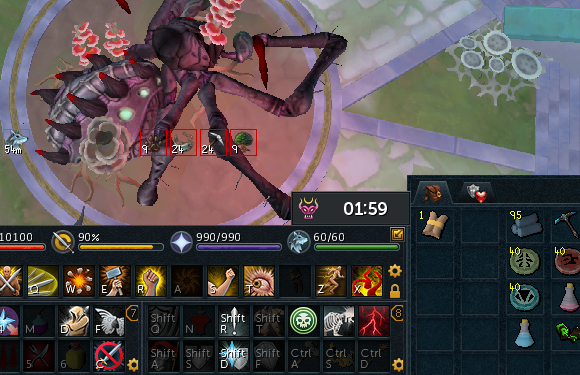 54m 9 24 24 9
01:59
10100 90% 990/990 60/60
1 95
40 40
40
Q W E R A S T Z X
M F 7 Shift Q N Shift R Shift T 8
5 6 Shift A Shift S Shift D Shift F Ctrl A Ctrl S Ctrl D